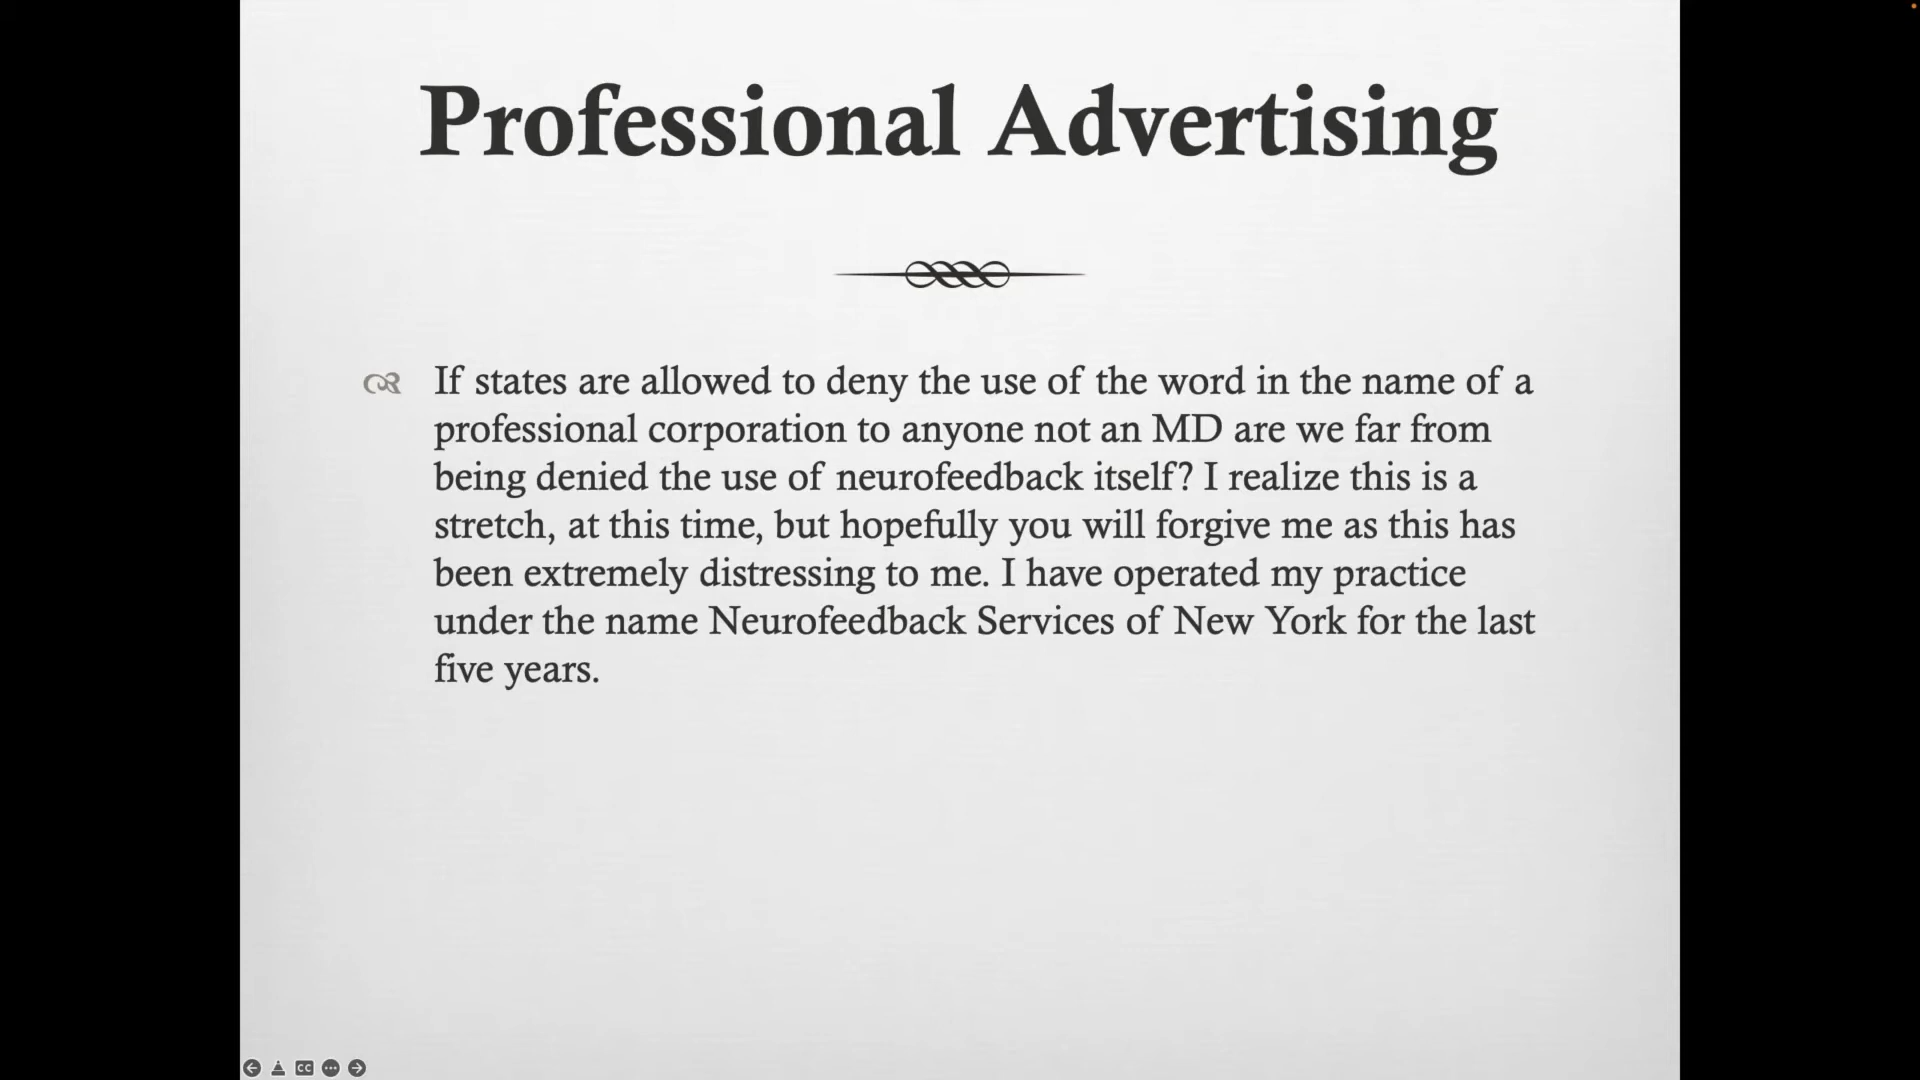 Professional Advertising
If states are allowed to deny the use of the word in the name of a
professional corporation to anyone not an MD are we far from
being denied the use of neurofeedback itself? I realize this is a
stretch, at this time, but hopefully you will forgive me as this has
been extremely distressing to me. I have operated my practice
under the name Neurofeedback Services of New York for the last
five years.
CC